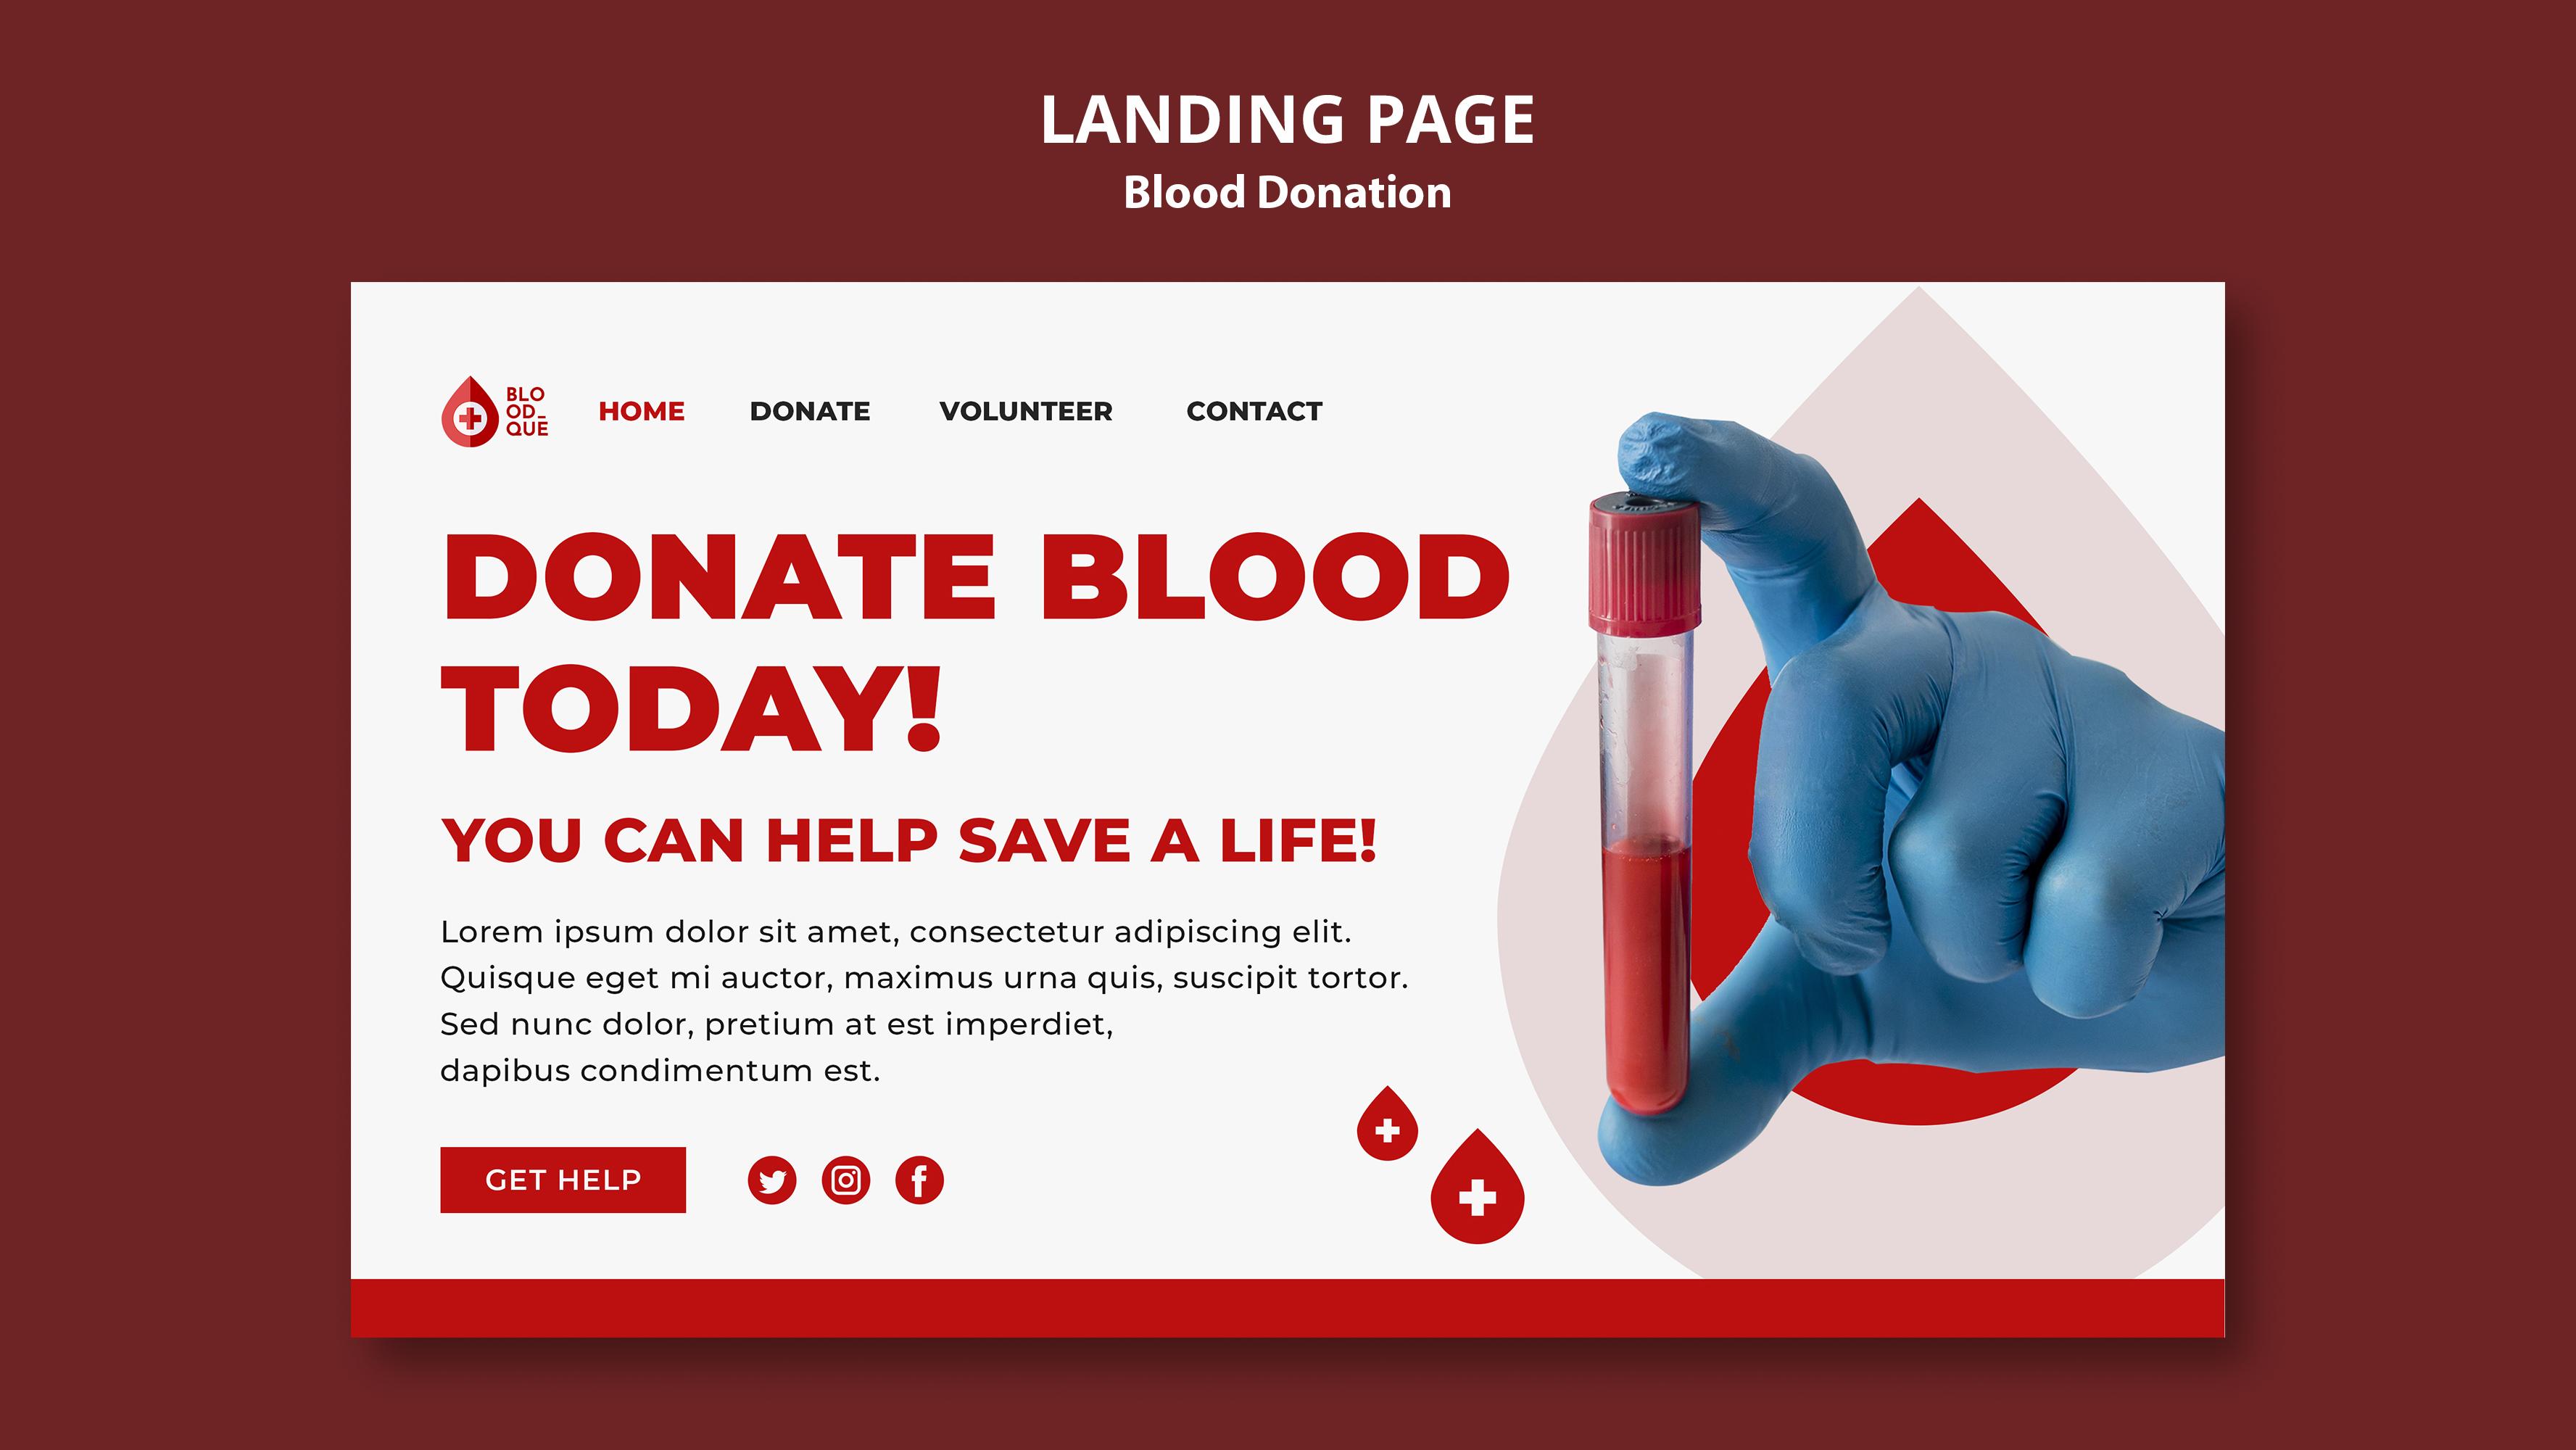 LANDING PAGE
Blood Donation
BLO
OD_
QUE
HOME
DONATE
VOLUNTEER
CONTACT
DONATE BLOOD
TODAY!
YOU CAN HELP SAVE A LIFE!
Lorem ipsum dolor sit amet, consectetur adipiscing elit.
Quisque eget mi auctor, maximus urna quis, suscipit tortor.
Sed nunc dolor, pretium at est imperdiet,
dapibus condimentum est.
GET HELP